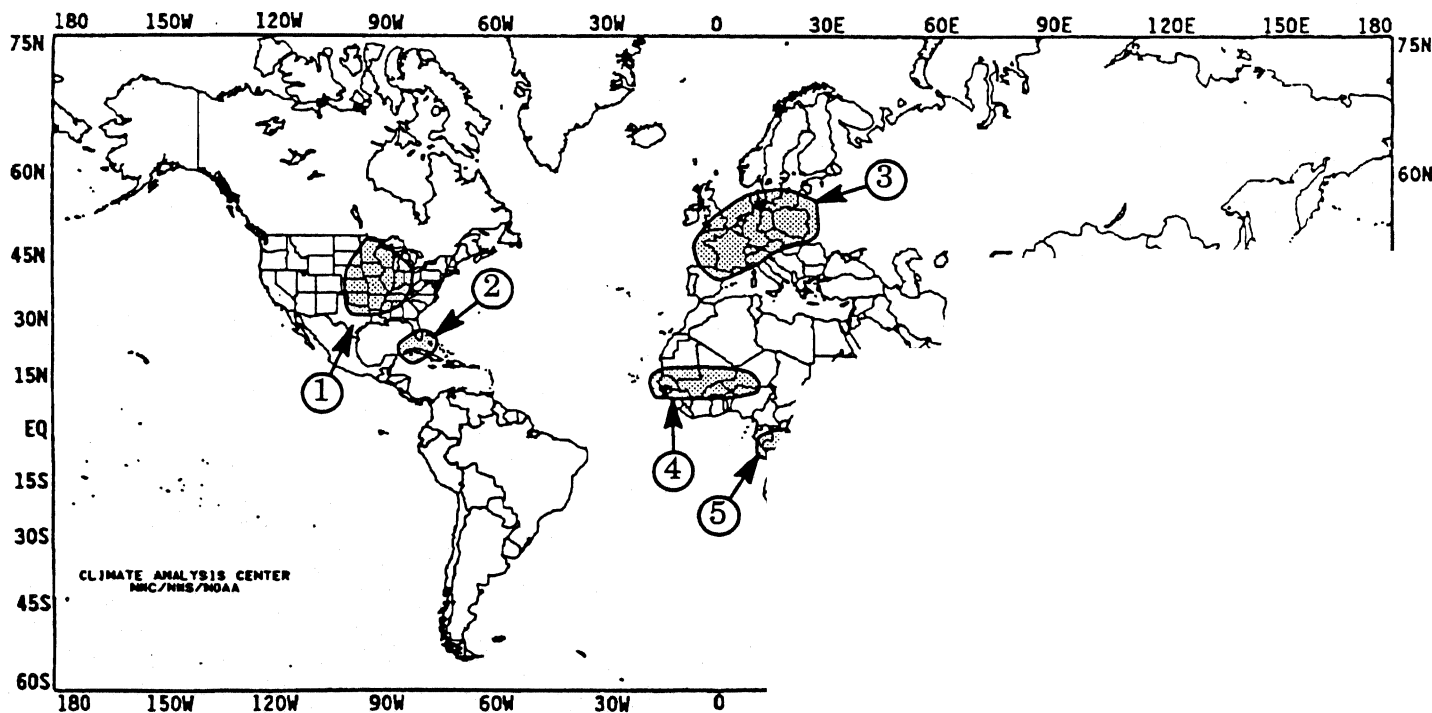 180 150W 120W 90W 60W 30W 0 30E 60E 90E 120E 150E 180
75N 75N
60N 60N
3
45N
2
30N
15N
1
EQ
4
15S
5
30S
CLIMATE ANALYSIS CENTER
NMC/NWS/NOAA
45S
60S
180 150W 120W 90W 60W 30W 0